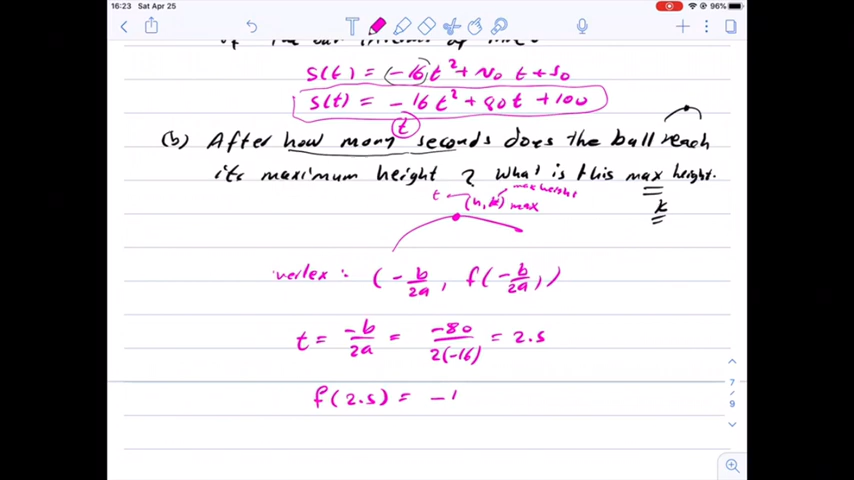 16:23 Sat Apr 25
96%
S(t) = -16t² + v₀ t + s₀
s(t) = -16t² + 80t + 100
t
(b) After how many seconds does the ball reach
its maximum height ? What is this max height.
t (h, k) max height
max
k
vertex : ( -b/2a , f(-b/2a) )
t = -b/2a = -80/2(-16) = 2.5
f(2.5) = -1
7
9